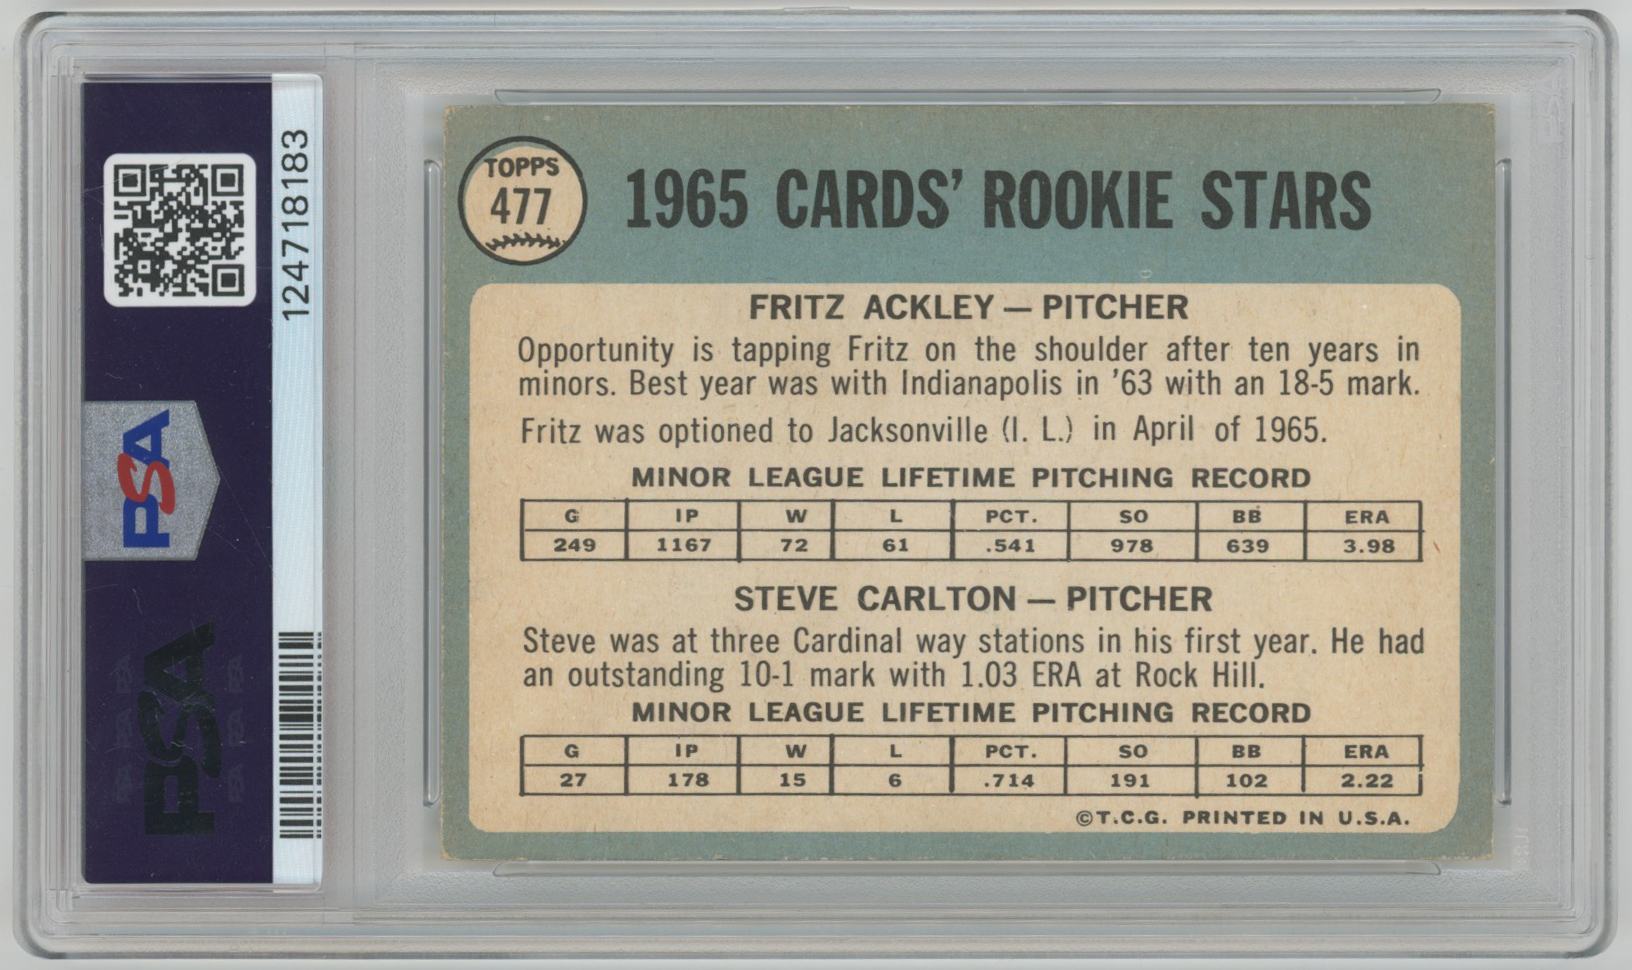 124718183
PSA
PSA
TOPPS
477
1965 CARDS' ROOKIE STARS
FRITZ ACKLEY — PITCHER
Opportunity is tapping Fritz on the shoulder after ten years in
minors. Best year was with Indianapolis in '63 with an 18-5 mark.
Fritz was optioned to Jacksonville (I. L.) in April of 1965.
MINOR LEAGUE LIFETIME PITCHING RECORD
G IP W L PCT. SO BB ERA
249 1167 72 61 .541 978 639 3.98
STEVE CARLTON — PITCHER
Steve was at three Cardinal way stations in his first year. He had
an outstanding 10-1 mark with 1.03 ERA at Rock Hill.
MINOR LEAGUE LIFETIME PITCHING RECORD
G IP W L PCT. SO BB ERA
27 178 15 6 .714 191 102 2.22
©T.C.G. PRINTED IN U.S.A.